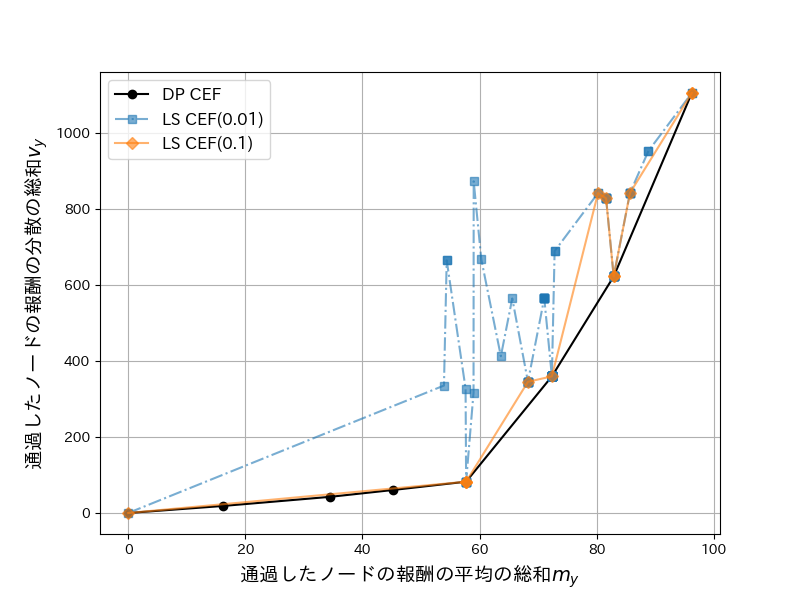 DP CEF
LS CEF(0.01)
LS CEF(0.1)
通過したノードの報酬の分散の総和v_y
1000
800
600
400
200
0
0 20 40 60 80 100
通過したノードの報酬の平均の総和m_y